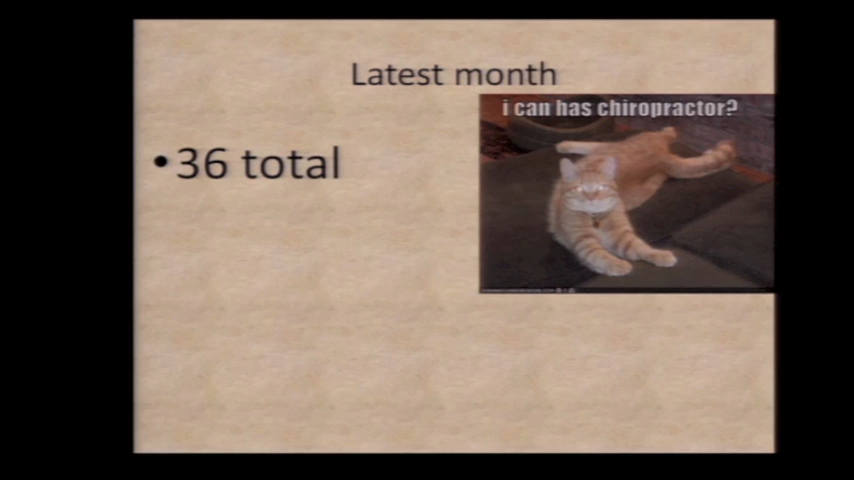 Latest month
i can has chiropractor?
• 36 total